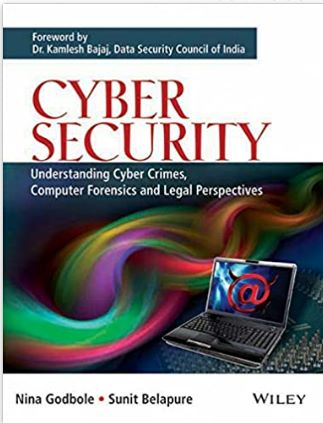 Foreword by
Dr. Kamlesh Bajaj, Data Security Council of India
CYBER
SECURITY
Understanding Cyber Crimes,
Computer Forensics and Legal Perspectives
@
Nina Godbole • Sunit Belapure
WILEY